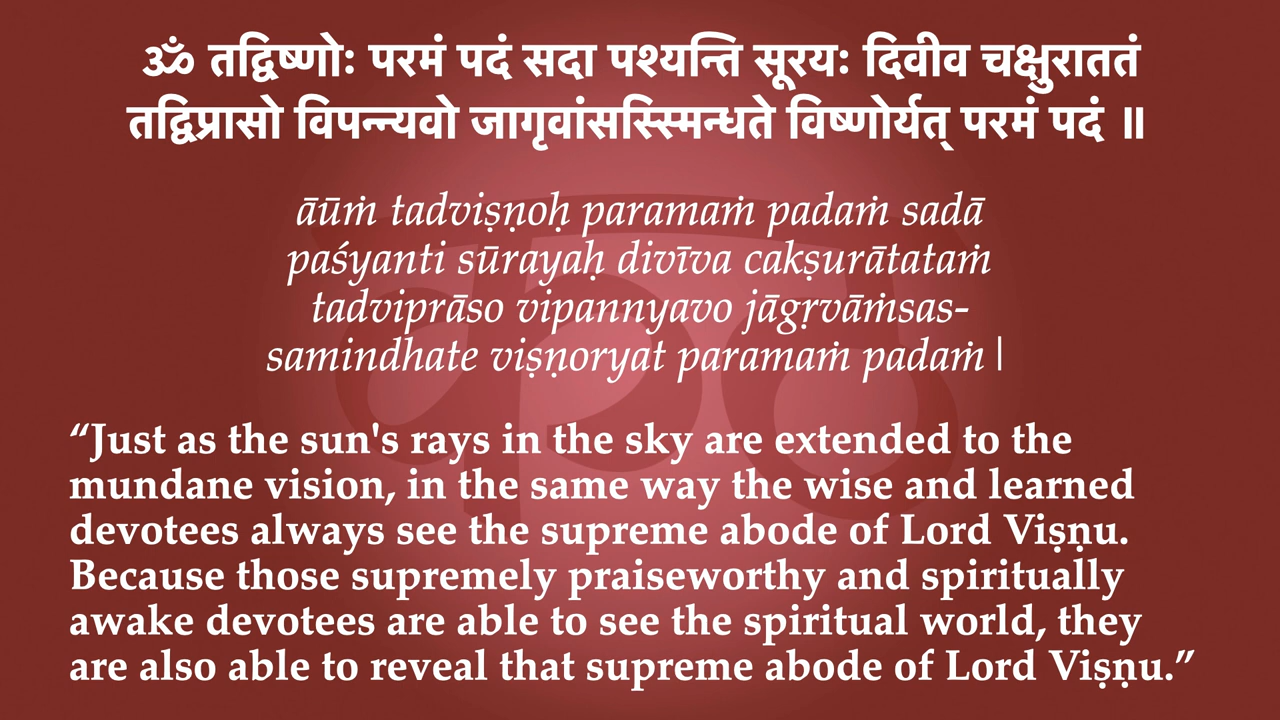 ॐ तद्विष्णोः परमं पदं सदा पश्यन्ति सूरयः दिवीव चक्षुराततं
तद्विप्रासो विपन्न्यवो जागृवांसस्स्मिन्धते विष्णोर्यत् परमं पदं ॥
āūṁ tadviṣṇoḥ paramaṁ padaṁ sadā
paśyanti sūrayaḥ divīva cakṣurātataṁ
tadviprāso vipannyavo jāgṛvāṁsas-
samindhate viṣṇoryat paramaṁ padaṁ |
“Just as the sun's rays in the sky are extended to the
mundane vision, in the same way the wise and learned
devotees always see the supreme abode of Lord Viṣṇu.
Because those supremely praiseworthy and spiritually
awake devotees are able to see the spiritual world, they
are also able to reveal that supreme abode of Lord Viṣṇu.”